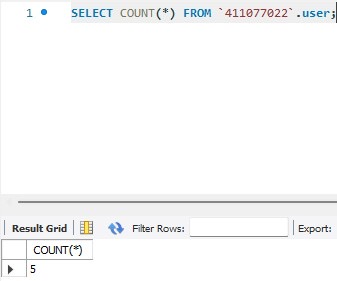 1 SELECT COUNT(*) FROM `411077022`.user;
Result Grid Filter Rows: Export:
COUNT(*)
5